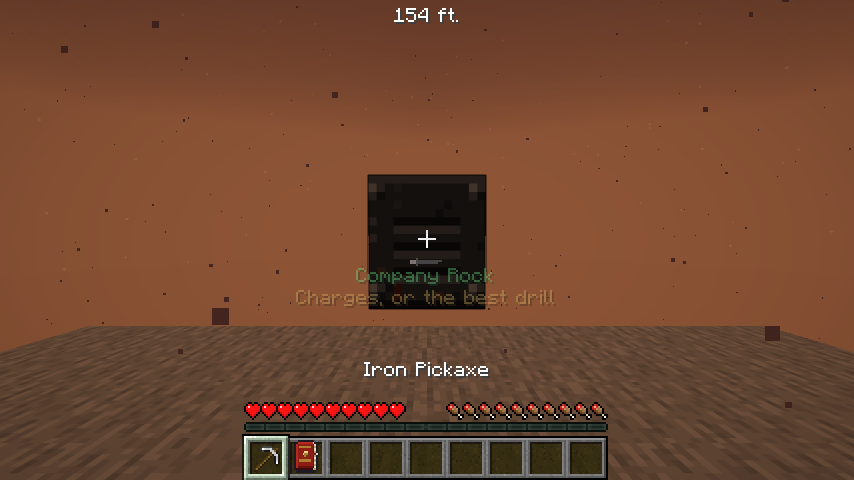 154 ft.
Company Rock
Charges, or the best drill
Iron Pickaxe